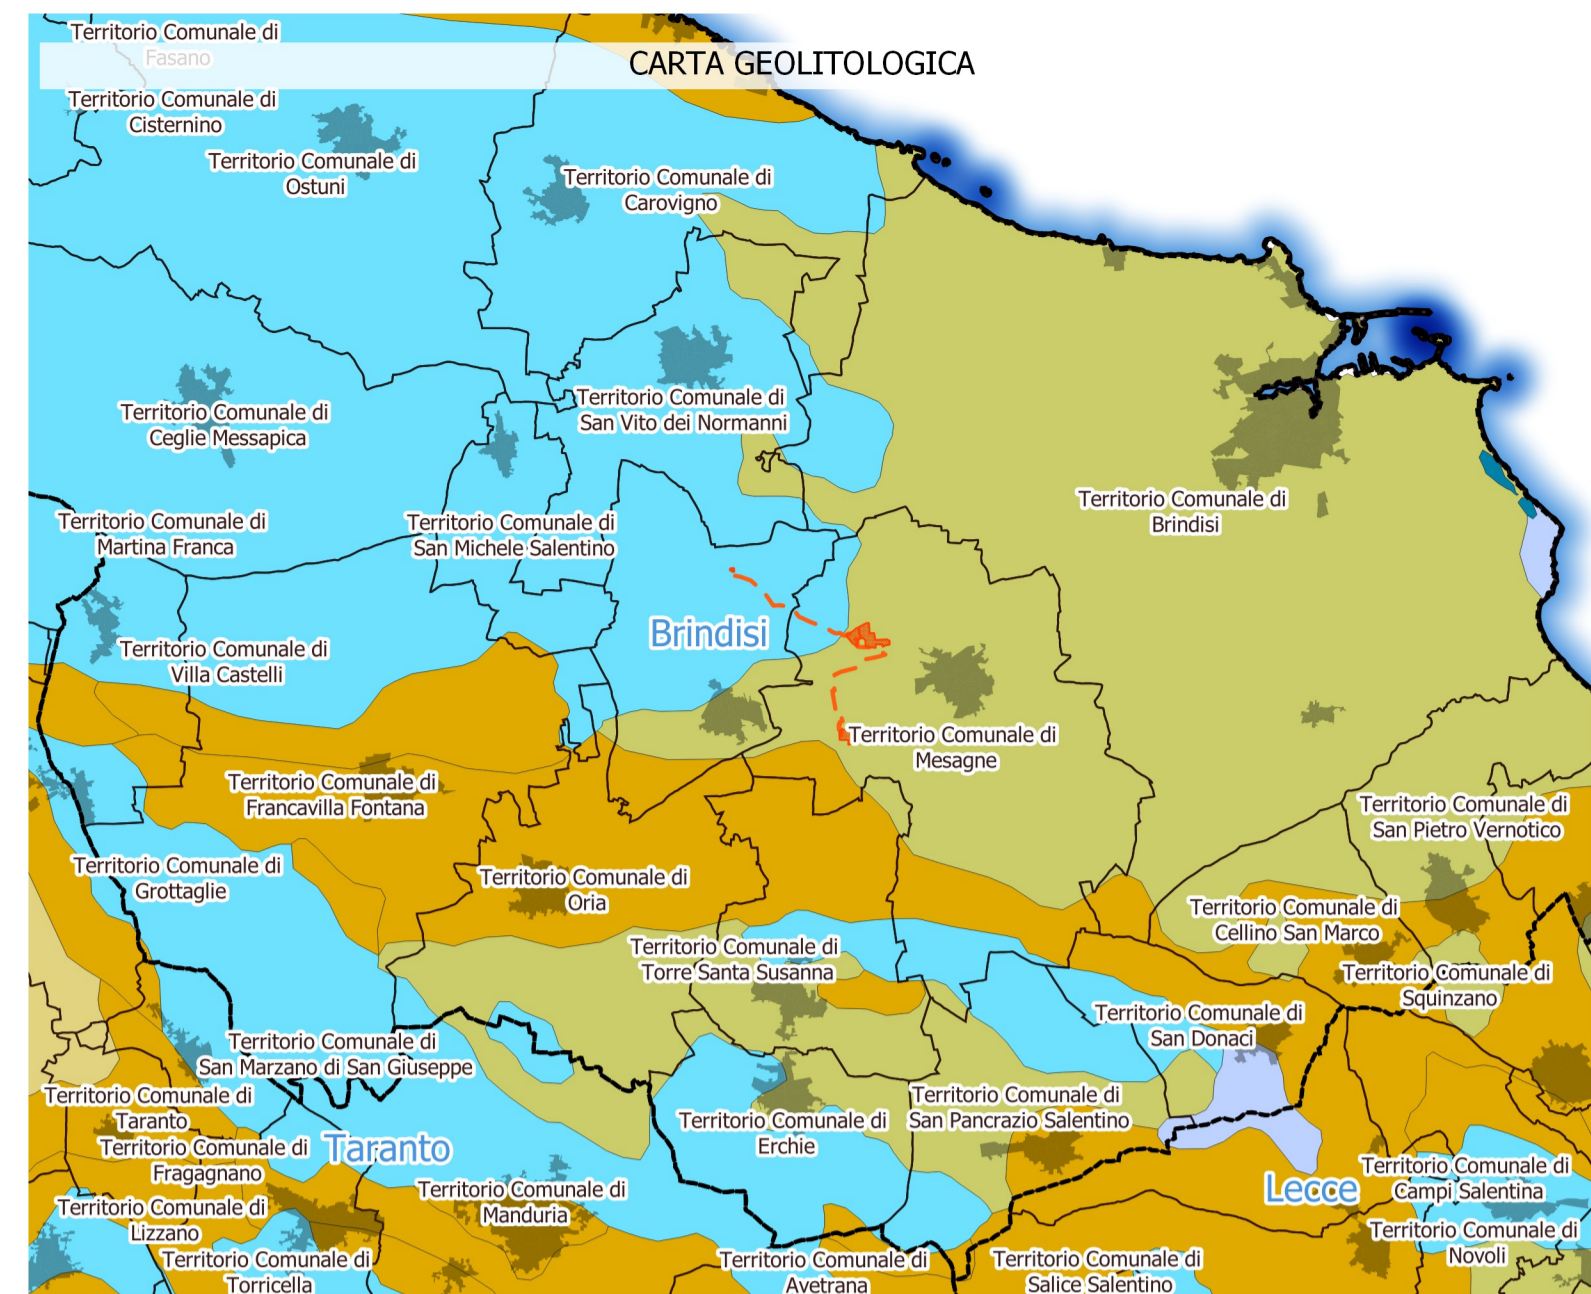 Territorio Comunale di
Fasano
CARTA GEOLITOLOGICA
Territorio Comunale di
Cisternino
Territorio Comunale di
Ostuni
Territorio Comunale di
Carovigno
Territorio Comunale di
Ceglie Messapica
Territorio Comunale di
San Vito dei Normanni
Territorio Comunale di
Brindisi
Territorio Comunale di
Martina Franca
Territorio Comunale di
San Michele Salentino
Brindisi
Territorio Comunale di
Villa Castelli
Territorio Comunale di
Mesagne
Territorio Comunale di
Francavilla Fontana
Territorio Comunale di
San Pietro Vernotico
Territorio Comunale di
Grottaglie
Territorio Comunale di
Oria
Territorio Comunale di
Cellino San Marco
Territorio Comunale di
Torre Santa Susanna
Territorio Comunale di
Squinzano
Territorio Comunale di
San Donaci
Territorio Comunale di
San Marzano di San Giuseppe
Territorio Comunale di
Taranto
Territorio Comunale di
San Pancrazio Salentino
Territorio Comunale di
Erchie
Territorio Comunale di
Fragagnano
Taranto
Territorio Comunale di
Campi Salentina
Lecce
Territorio Comunale di
Manduria
Territorio Comunale di
Lizzano
Territorio Comunale di
Novoli
Territorio Comunale di
Torricella
Territorio Comunale di
Avetrana
Territorio Comunale di
Salice Salentino